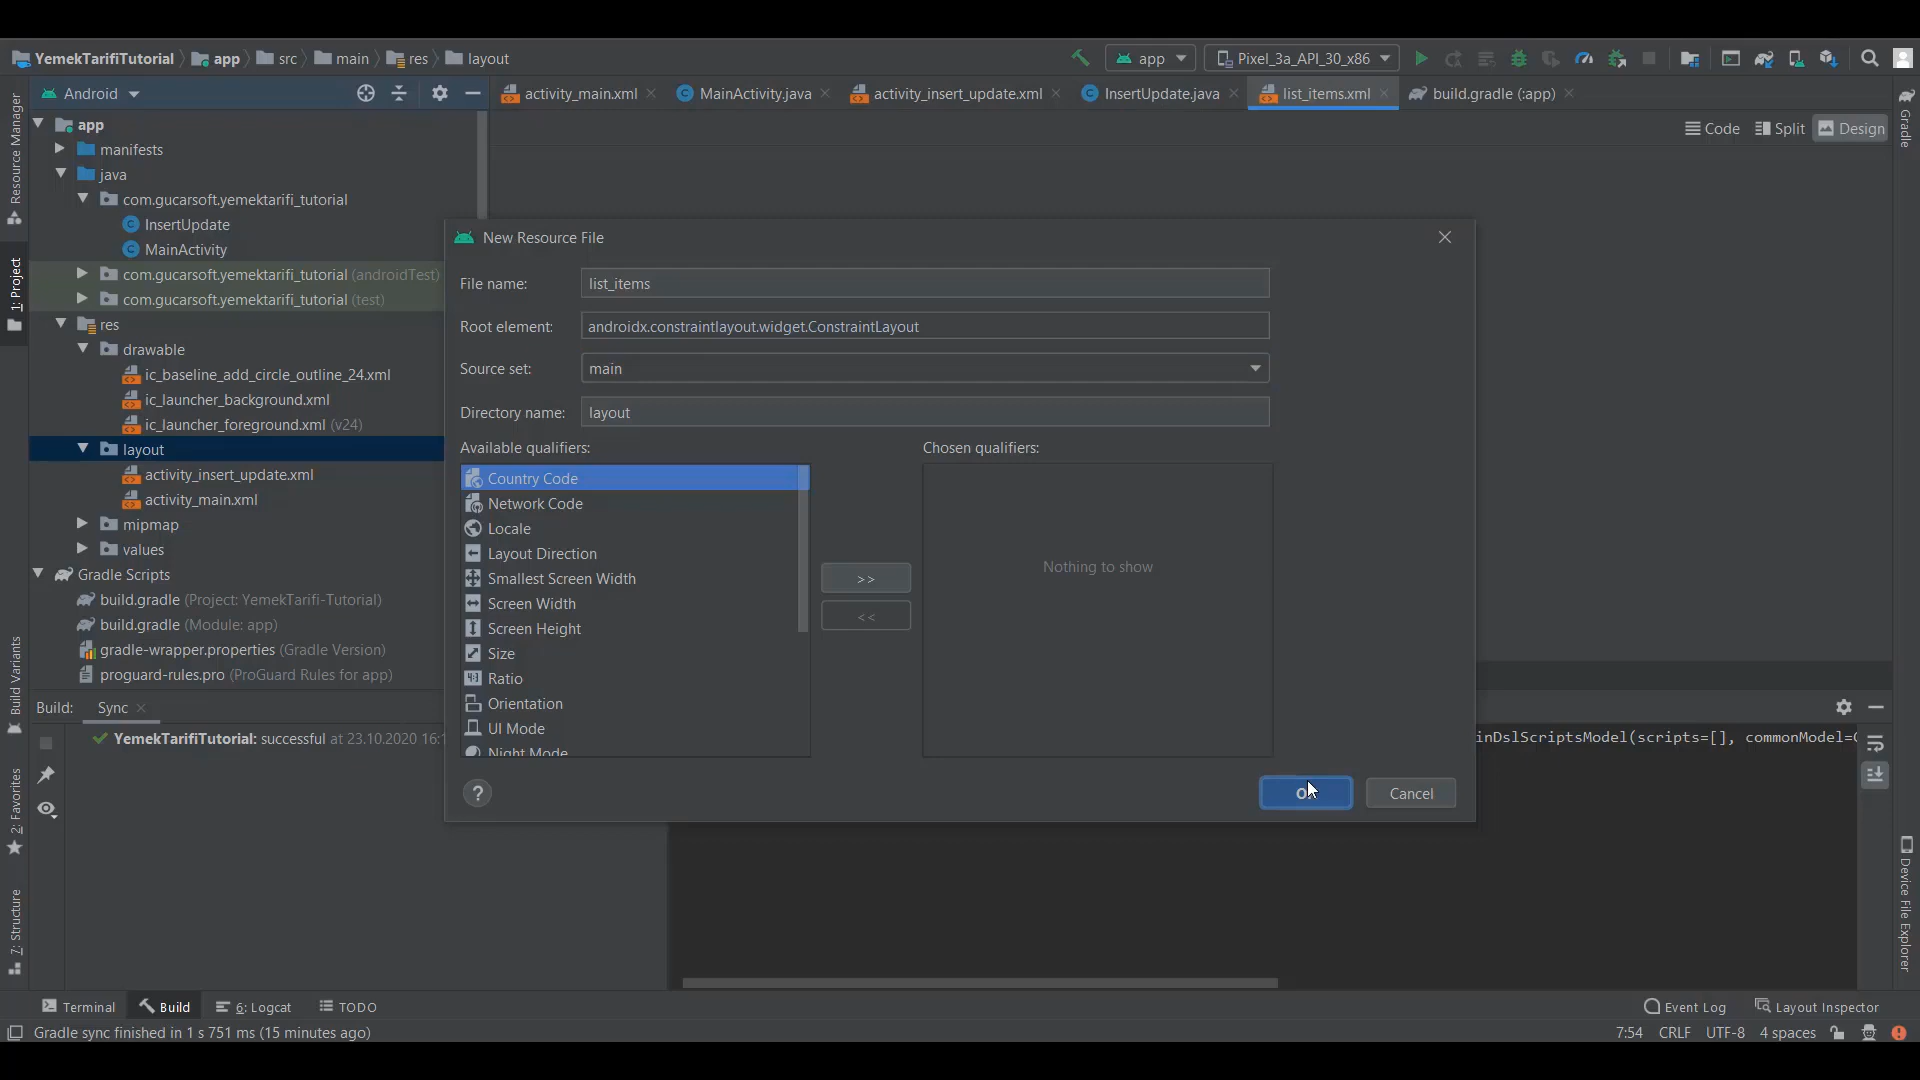 YemekTarifiTutorial app src main res layout app Pixel_3a_API_30_x86
Android
activity_main.xml MainActivity.java activity_insert_update.xml InsertUpdate.java list_items.xml build.gradle (:app)
Code Split Design
Resource Manager
1: Project
Build Variants
2: Favorites
7: Structure
Gradle
Device File Explorer
app
manifests
java
com.gucarsoft.yemektarifi_tutorial
InsertUpdate
MainActivity
com.gucarsoft.yemektarifi_tutorial (androidTest)
com.gucarsoft.yemektarifi_tutorial (test)
res
drawable
ic_baseline_add_circle_outline_24.xml
ic_launcher_background.xml
ic_launcher_foreground.xml (v24)
layout
activity_insert_update.xml
activity_main.xml
mipmap
values
Gradle Scripts
build.gradle (Project: YemekTarifi-Tutorial)
build.gradle (Module: app)
gradle-wrapper.properties (Gradle Version)
proguard-rules.pro (ProGuard Rules for app)
New Resource File
File name: list_items
Root element: androidx.constraintlayout.widget.ConstraintLayout
Source set: main
Directory name: layout
Available qualifiers: Chosen qualifiers:
Country Code
Network Code
Locale
Layout Direction
Smallest Screen Width
Screen Width
Screen Height
Size
Ratio
Orientation
UI Mode
Night Mode
>>
<<
Nothing to show
? Cancel
Build: Sync
YemekTarifiTutorial: successful at 23.10.2020 16:1
inDslScriptsModel(scripts=[], commonModel=
Terminal Build 6: Logcat TODO Event Log Layout Inspector
Gradle sync finished in 1 s 751 ms (15 minutes ago) 7:54 CRLF UTF-8 4 spaces